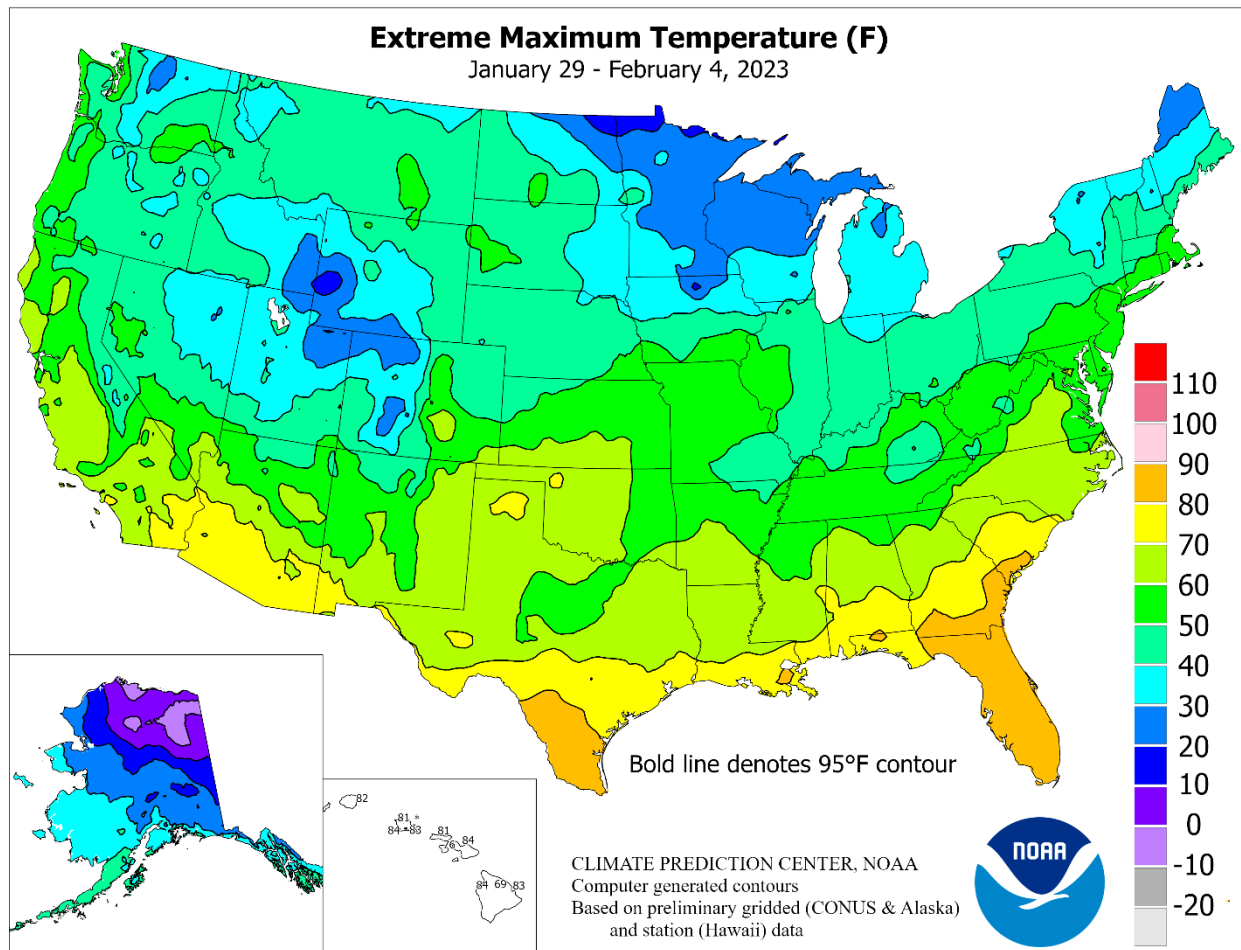 Extreme Maximum Temperature (F)
January 29 - February 4, 2023
110
100
90
80
70
60
50
40
30
20
10
0
-10
-20
Bold line denotes 95°F contour
82
81 *
84 83
81
76 84
84 69 83
CLIMATE PREDICTION CENTER, NOAA
Computer generated contours
Based on preliminary gridded (CONUS & Alaska)
and station (Hawaii) data
NOAA